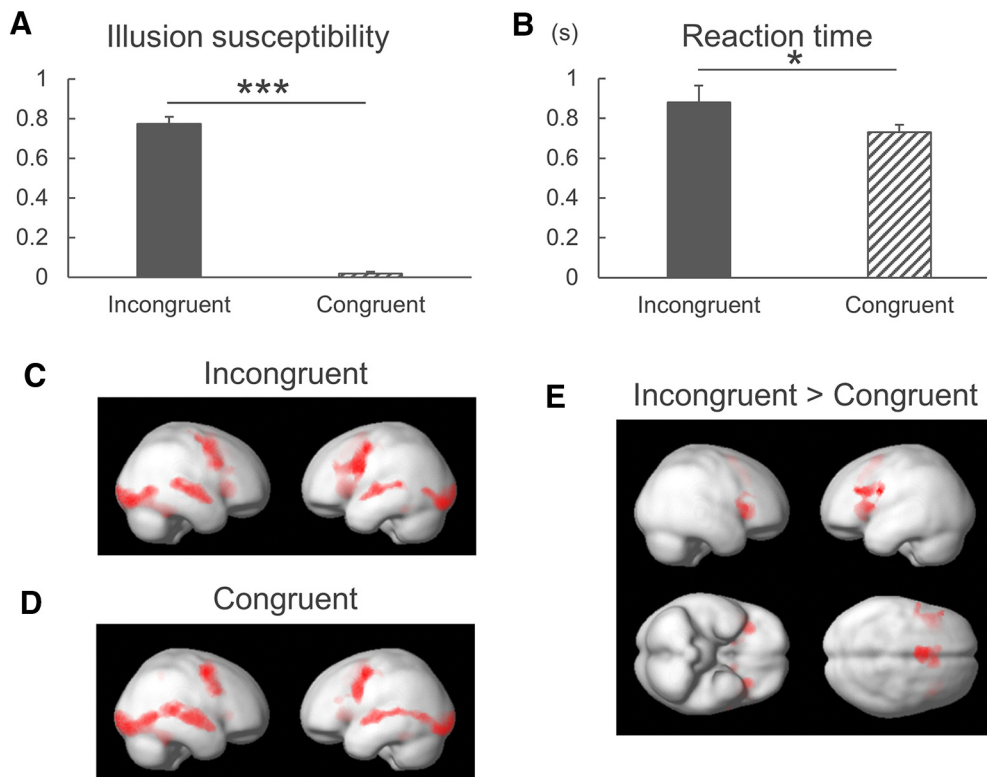 A
Illusion susceptibility
***
1
0.8
0.6
0.4
0.2
0
Incongruent Congruent
B (s) Reaction time
*
1
0.8
0.6
0.4
0.2
0
Incongruent Congruent
C
Incongruent
D
Congruent
E
Incongruent > Congruent